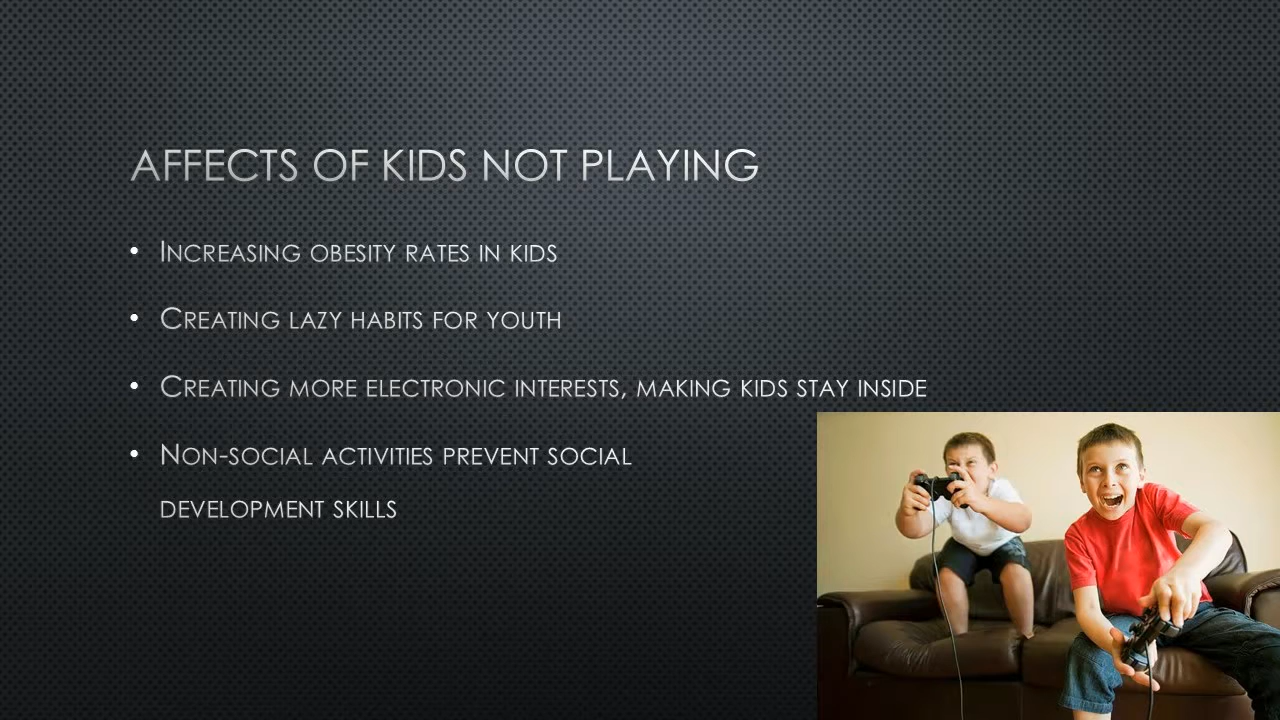 AFFECTS OF KIDS NOT PLAYING
• INCREASING OBESITY RATES IN KIDS
• CREATING LAZY HABITS FOR YOUTH
• CREATING MORE ELECTRONIC INTERESTS, MAKING KIDS STAY INSIDE
• NON-SOCIAL ACTIVITIES PREVENT SOCIAL
DEVELOPMENT SKILLS